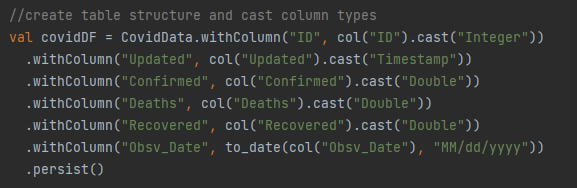 //create table structure and cast column types
val covidDF = CovidData.withColumn("ID", col("ID").cast("Integer"))
.withColumn("Updated", col("Updated").cast("Timestamp"))
.withColumn("Confirmed", col("Confirmed").cast("Double"))
.withColumn("Deaths", col("Deaths").cast("Double"))
.withColumn("Recovered", col("Recovered").cast("Double"))
.withColumn("Obsv_Date", to_date(col("Obsv_Date"), "MM/dd/yyyy"))
.persist()